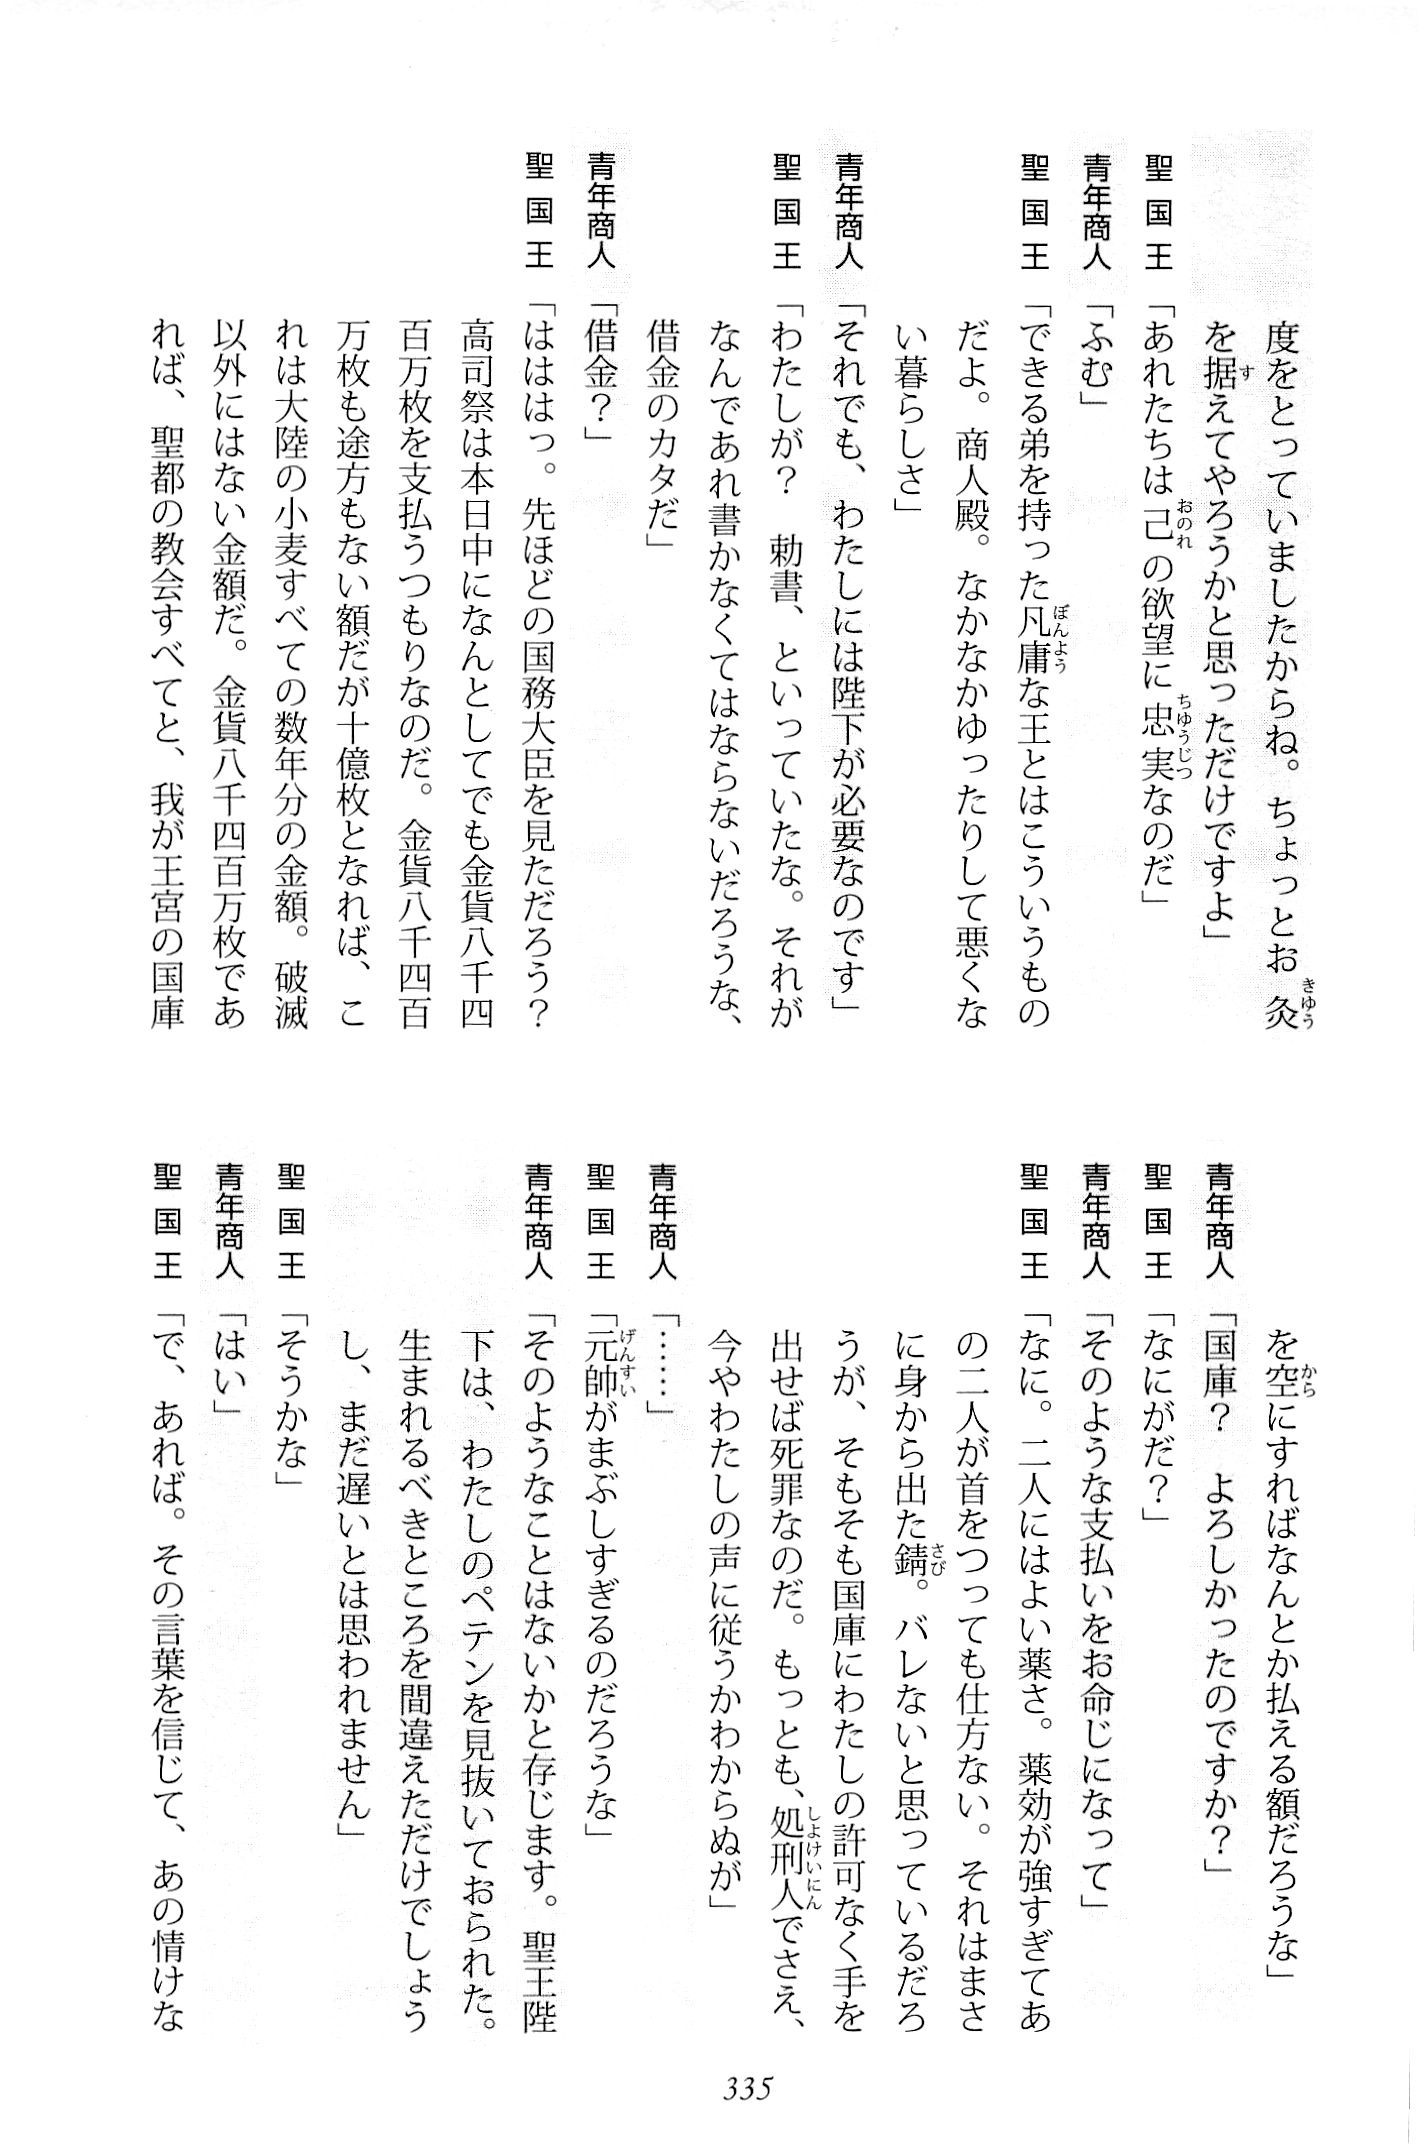 度をとっていましたからね。ちょっとお灸
を据えてやろうかと思っただけですよ」
聖国王「あれたちは己の欲望に忠実なのだ」
青年商人「ふむ」
聖国王「できる弟を持った凡庸な王とはこういうもの
だよ。商人殿。なかなかゆったりして悪くな
い暮らしさ」
青年商人「それでも、わたしには陛下が必要なのです」
聖国王「わたしが？　勅書、といっていたな。それが
なんであれ書かなくてはならないだろうな、
借金のカタだ」
青年商人「借金？」
聖国王「ははは っ。先ほどの国務大臣を見ただろう？
高司祭は本日中になんとしてでも金貨八千四
百万枚を支払うつもりなのだ。金貨八千四百
万枚も途方もない額だが十億枚となれば、こ
れは大陸の小麦すべての数年分の金額。破滅
以外にはない金額だ。金貨八千四百万枚であ
れば、聖都の教会すべてと、我が王宮の国庫
を空にすればなんとか払える額だろうな」
青年商人「国庫？　よろしかったのですか？」
聖国王「なにがだ？」
青年商人「そのような支払いをお命じになって」
聖国王「なに。二人にはよい薬さ。薬効が強すぎてあ
の二人が首をつっても仕方ない。それはまさ
に身から出た錆。バレないと思っているだろ
うが、そもそも国庫にわたしの許可なく手を
出せば死罪なのだ。もっとも、処刑人でさえ、
今やわたしの声に従うかわからぬが」
青年商人「……」
聖国王「元帥がまぶしすぎるのだろうな」
青年商人「そのようなことはないかと存じます。聖王陛
下は、わたしのペテンを見抜いておられた。
生まれるべきところを間違えただけでしょう
し、まだ遅いとは思われません」
聖国王「そうかな」
青年商人「はい」
聖国王「で、あれば。その言葉を信じて、あの情けな
335